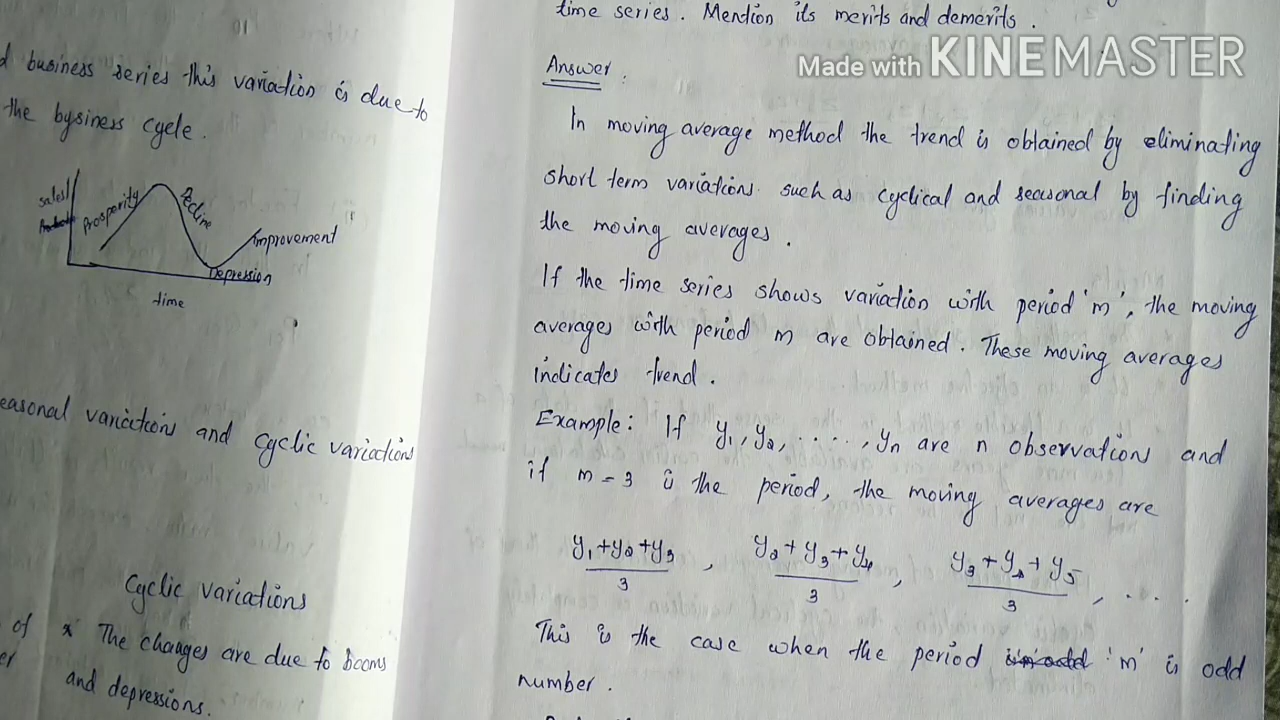 d business series this variation is due to
the bysiness cycle.
sales/
Prosperity
Decline
Improvement
Depression
time
easonal variation and cyclic variations
Cyclic variations
of * The changes are due to booms
er and depressions.
time series. Mention its merits and demerits.
Made with KINEMASTER
Answer:
In moving average method the trend is obtained by eliminating
short term variations such as cyclical and seasonal by finding
the moving averages.
If the time series shows variation with period 'm', the moving
averages with period m are obtained. These moving averages
indicates trend.
Example: If y₁, y₂, ....., yn are n observations and
if m = 3 is the period, the moving averages are
y₁+y₂+y₃/3, y₂+y₃+y₄/3, y₃+y₄+y₅/3, ....
This is the case when the period 'm' is odd
number.